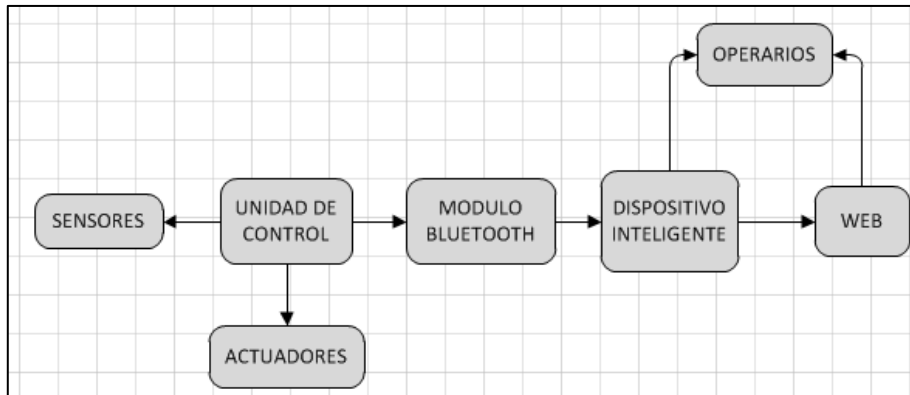 OPERARIOS
SENSORES
UNIDAD DE
CONTROL
MODULO
BLUETOOTH
DISPOSITIVO
INTELIGENTE
WEB
ACTUADORES